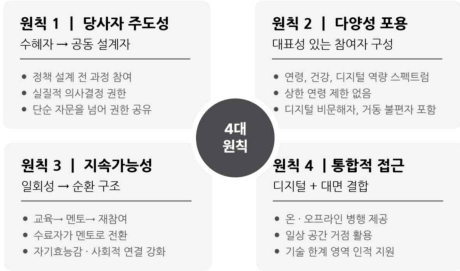 원칙 1 | 당사자 주도성
수혜자 → 공동 설계자
• 정책 설계 전 과정 참여
• 실질적 의사결정 권한
• 단순 자문을 넘어 권한 공유
원칙 2 | 다양성 포용
대표성 있는 참여자 구성
• 연령, 건강, 디지털 역량 스펙트럼
• 상한 연령 제한 없음
• 디지털 비문해자, 거동 불편자 포함
4대
원칙
원칙 3 | 지속가능성
일회성 → 순환 구조
• 교육→ 멘토→ 재참여
• 수료자가 멘토로 전환
• 자기효능감 · 사회적 연결 강화
원칙 4 | 통합적 접근
디지털 + 대면 결합
• 온 · 오프라인 병행 제공
• 일상 공간 거점 활용
• 기술 한계 영역 인적 지원